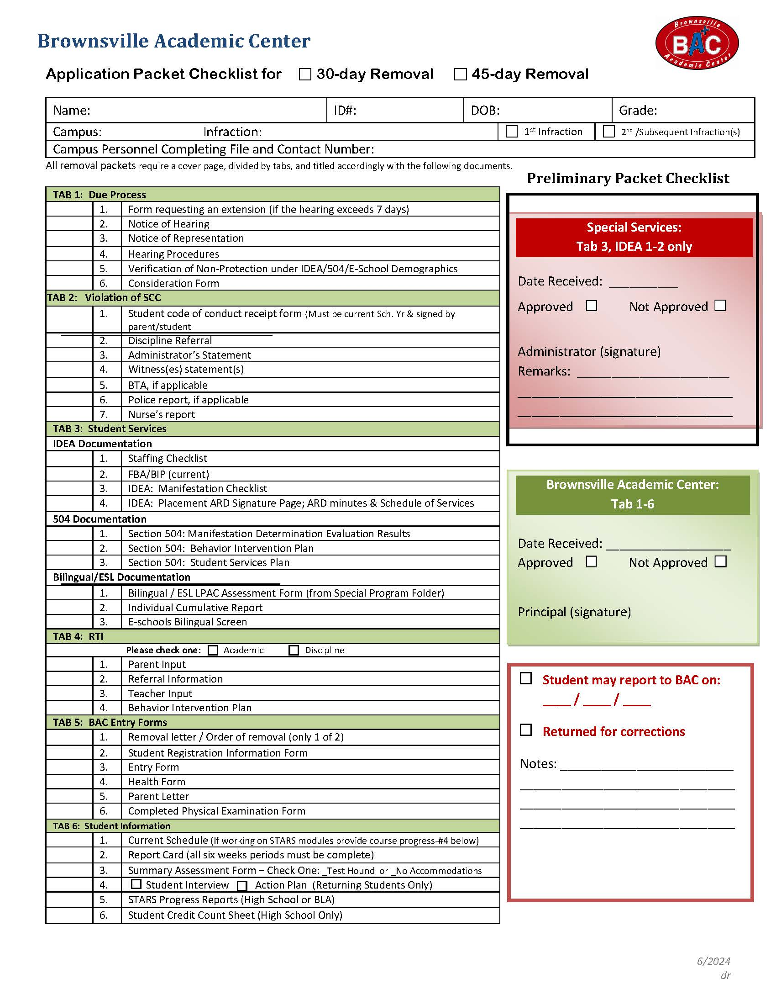 Brownsville Academic Center
Brownsville
BA+C
Academic Center
Application Packet Checklist for ☐ 30-day Removal ☐ 45-day Removal
Name: ID#: DOB: Grade:
Campus: Infraction: ☐ 1st Infraction ☐ 2nd /Subsequent Infraction(s)
Campus Personnel Completing File and Contact Number:
All removal packets require a cover page, divided by tabs, and titled accordingly with the following documents.
TAB 1: Due Process
1. Form requesting an extension (if the hearing exceeds 7 days)
2. Notice of Hearing
3. Notice of Representation
4. Hearing Procedures
5. Verification of Non-Protection under IDEA/504/E-School Demographics
6. Consideration Form
TAB 2: Violation of SCC
1. Student code of conduct receipt form (Must be current Sch. Yr & signed by
parent/student
2. Discipline Referral
3. Administrator’s Statement
4. Witness(es) statement(s)
5. BTA, if applicable
6. Police report, if applicable
7. Nurse’s report
TAB 3: Student Services
IDEA Documentation
1. Staffing Checklist
2. FBA/BIP (current)
3. IDEA: Manifestation Checklist
4. IDEA: Placement ARD Signature Page; ARD minutes & Schedule of Services
504 Documentation
1. Section 504: Manifestation Determination Evaluation Results
2. Section 504: Behavior Intervention Plan
3. Section 504: Student Services Plan
Bilingual/ESL Documentation
1. Bilingual / ESL LPAC Assessment Form (from Special Program Folder)
2. Individual Cumulative Report
3. E-schools Bilingual Screen
TAB 4: RTI
Please check one: ☐ Academic ☐ Discipline
1. Parent Input
2. Referral Information
3. Teacher Input
4. Behavior Intervention Plan
TAB 5: BAC Entry Forms
1. Removal letter / Order of removal (only 1 of 2)
2. Student Registration Information Form
3. Entry Form
4. Health Form
5. Parent Letter
6. Completed Physical Examination Form
TAB 6: Student Information
1. Current Schedule (If working on STARS modules provide course progress-#4 below)
2. Report Card (all six weeks periods must be complete)
3. Summary Assessment Form – Check One: _Test Hound or _No Accommodations
4. ☐ Student Interview ☐ Action Plan (Returning Students Only)
5. STARS Progress Reports (High School or BLA)
6. Student Credit Count Sheet (High School Only)
Preliminary Packet Checklist
Special Services:
Tab 3, IDEA 1-2 only
Date Received: __________
Approved ☐ Not Approved ☐
Administrator (signature)
Remarks: ______________________
_______________________________
_______________________________
Brownsville Academic Center:
Tab 1-6
Date Received: __________________
Approved ☐ Not Approved ☐
Principal (signature)
☐ Student may report to BAC on:
____ / ____ / ____
☐ Returned for corrections
Notes: _________________________
_______________________________
_______________________________
_______________________________
6/2024
dr